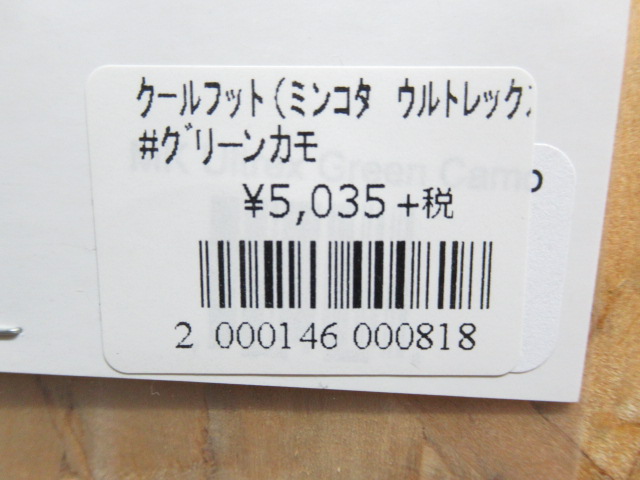 ｸｰﾙﾌｯﾄ(ﾐﾝｺﾀ ｳﾙﾄﾚｯｸｽ
#ｸﾞﾘｰﾝｶﾓ
¥5,035+税
2 000146 000818